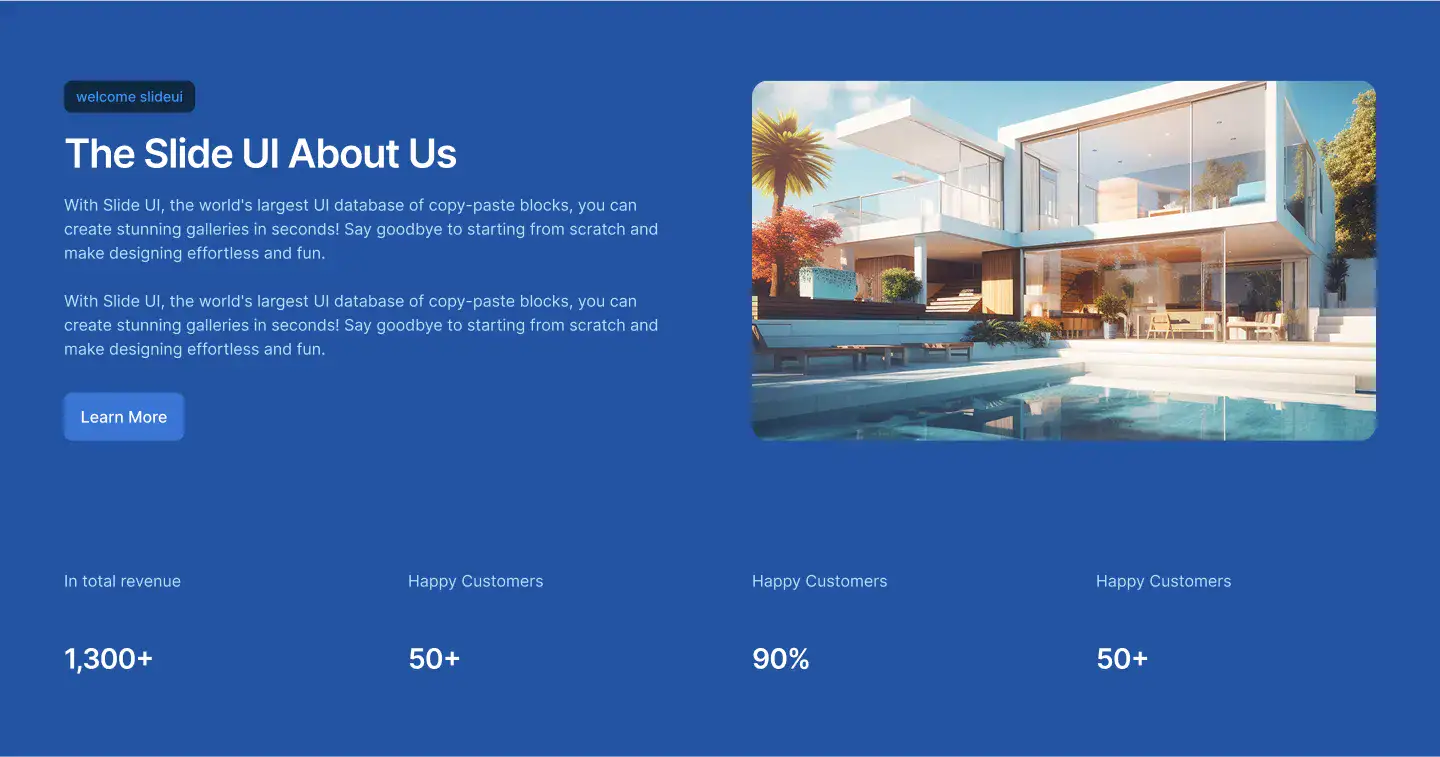 welcome slideui
The Slide UI About Us
With Slide UI, the world's largest UI database of copy-paste blocks, you can
create stunning galleries in seconds! Say goodbye to starting from scratch and
make designing effortless and fun.
With Slide UI, the world's largest UI database of copy-paste blocks, you can
create stunning galleries in seconds! Say goodbye to starting from scratch and
make designing effortless and fun.
Learn More
In total revenue
1,300+
Happy Customers
50+
Happy Customers
90%
Happy Customers
50+